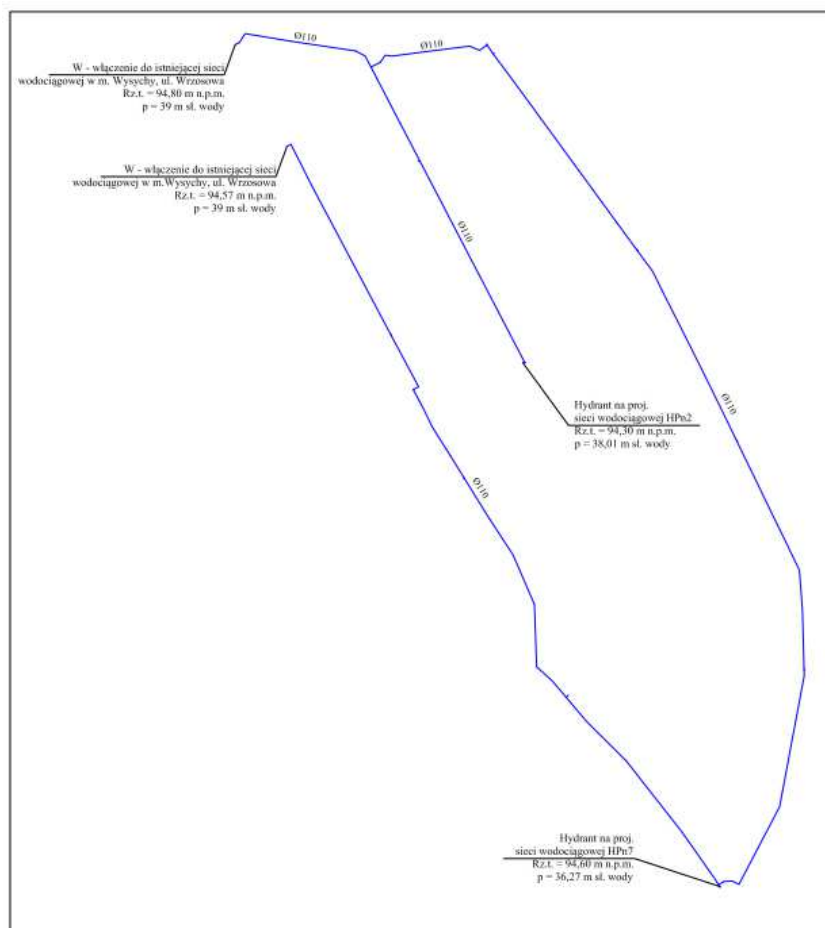 Ø110
Ø110
W - włączenie do istniejącej sieci
wodociągowej w m. Wysychy, ul. Wrzosowa
Rz.t. = 94,80 m n.p.m.
p = 39 m sł. wody
W - włączenie do istniejącej sieci
wodociągowej w m.Wysychy, ul. Wrzosowa
Rz.t. = 94,57 m n.p.m.
p = 39 m sł. wody
Ø110
Hydrant na proj.
sieci wodociągowej HPn2
Rz.t. = 94,30 m n.p.m.
p = 38,01 m sł. wody
Ø110
Ø110
Hydrant na proj.
sieci wodociągowej HPn7
Rz.t. = 94,60 m n.p.m.
p = 36,27 m sł. wody